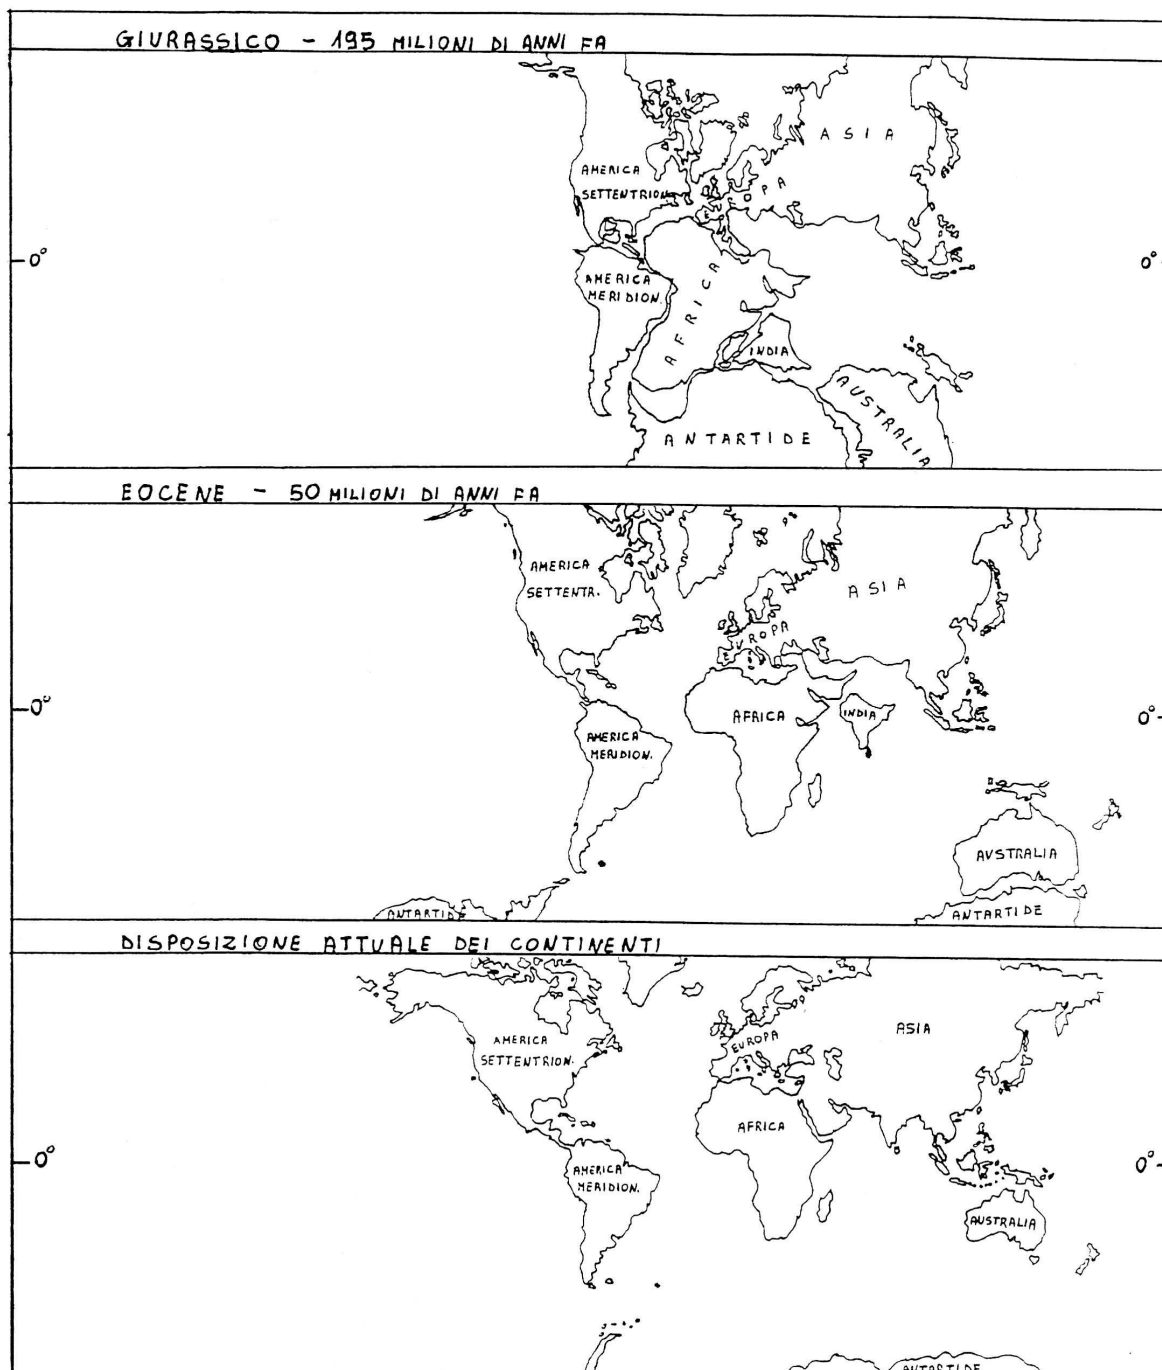 GIURASSICO - 195 MILIONI DI ANNI FA
ASIA
AMERICA
SETTENTRION.
EUROPA
0°
0°
AMERICA
MERIDION.
AFRICA
INDIA
AUSTRALIA
ANTARTIDE
EOCENE - 50 MILIONI DI ANNI FA
AMERICA
SETTENTR.
ASIA
EUROPA
0°
AFRICA
INDIA
0°
AMERICA
MERIDION.
AUSTRALIA
ANTARTIDE
ANTARTIDE
DISPOSIZIONE ATTUALE DEI CONTINENTI
AMERICA
SETTENTRION.
EUROPA
ASIA
AFRICA
0°
0°
AMERICA
MERIDION.
AUSTRALIA
ANTARTIDE